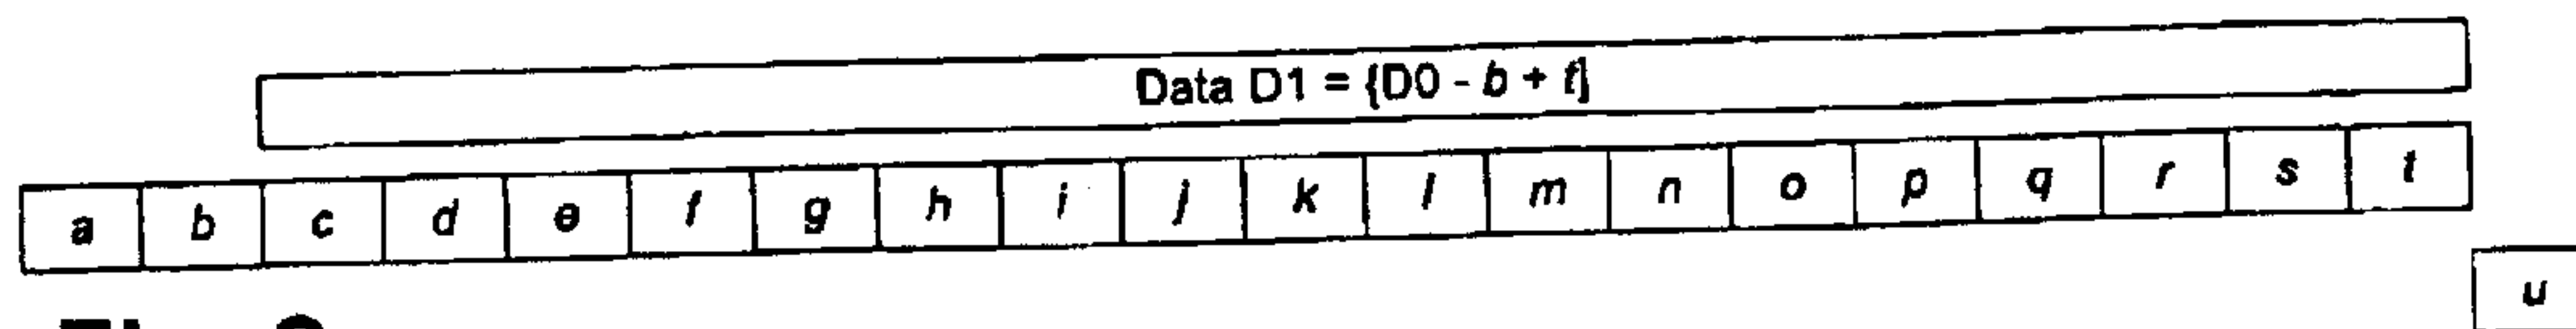 Data D1 = {D0 - b + t}
a b c d e f g h i j k l m n o p q r s t
u